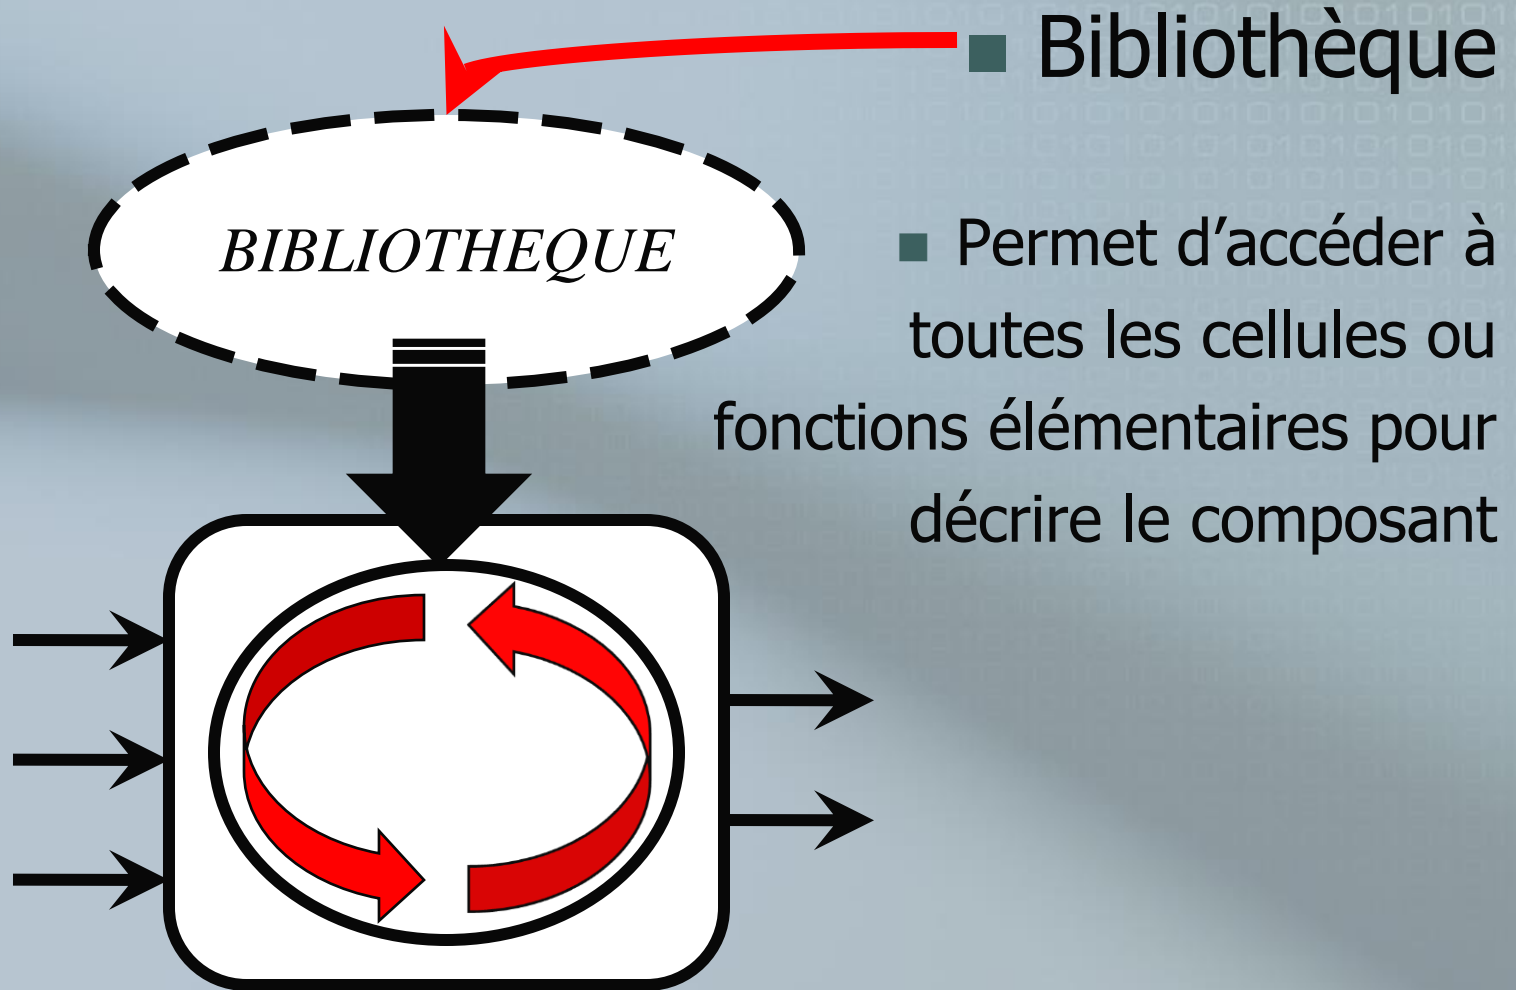 Bibliothèque
BIBLIOTHEQUE
Permet d’accéder à
toutes les cellules ou
fonctions élémentaires pour
décrire le composant